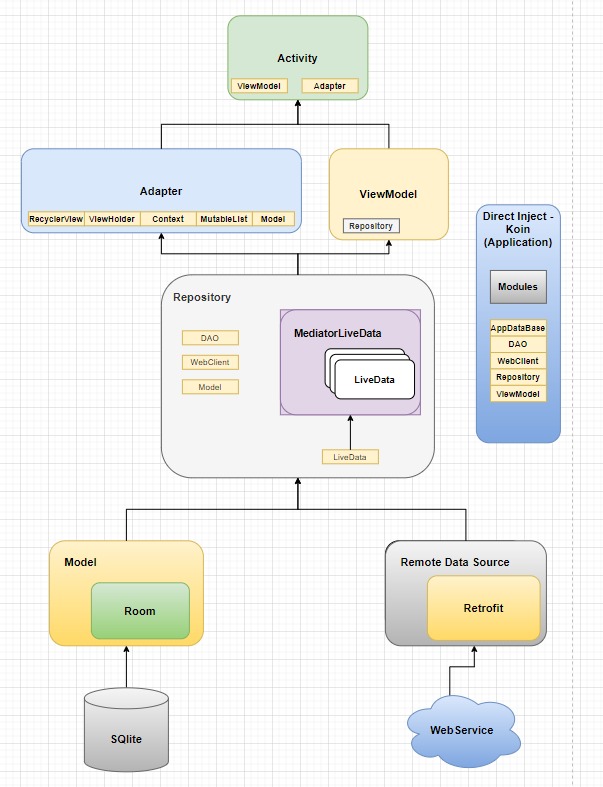 Activity
ViewModel
Adapter
Adapter
RecyclerView
ViewHolder
Context
MutableList
Model
ViewModel
Repository
Direct Inject -
Koin
(Application)
Modules
AppDataBase
DAO
WebClient
Repository
ViewModel
Repository
DAO
WebClient
Model
MediatorLiveData
LiveData
LiveData
Model
Room
Remote Data Source
Retrofit
SQlite
WebService